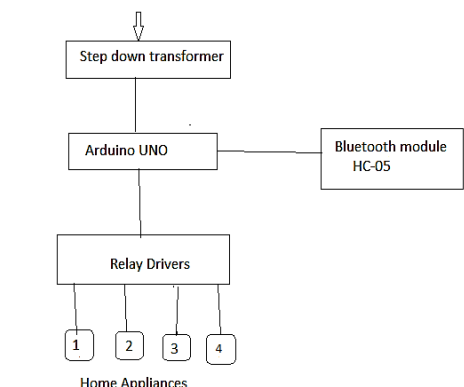 Step down transformer
Arduino UNO
Bluetooth module
HC-05
Relay Drivers
1 2 3 4
Home Appliances